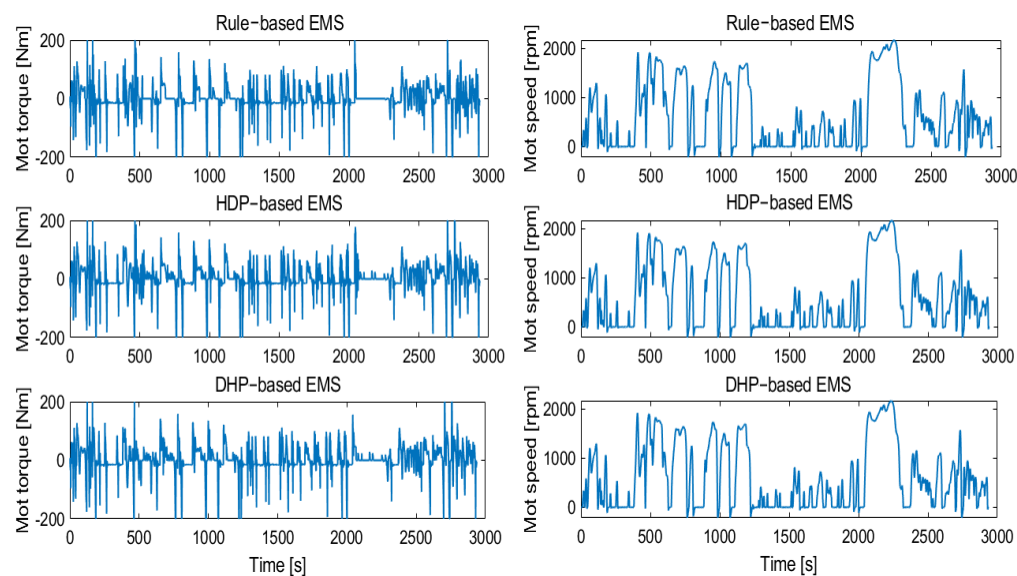 Rule-based EMS
Mot torque [Nm]
200
0
-200
0 500 1000 1500 2000 2500 3000
Rule-based EMS
Mot speed [rpm]
2000
1000
0
0 500 1000 1500 2000 2500 3000
HDP-based EMS
Mot torque [Nm]
200
0
-200
0 500 1000 1500 2000 2500 3000
HDP-based EMS
Mot speed [rpm]
2000
1000
0
0 500 1000 1500 2000 2500 3000
DHP-based EMS
Mot torque [Nm]
200
0
-200
0 500 1000 1500 2000 2500 3000
Time [s]
DHP-based EMS
Mot speed [rpm]
2000
1000
0
0 500 1000 1500 2000 2500 3000
Time [s]